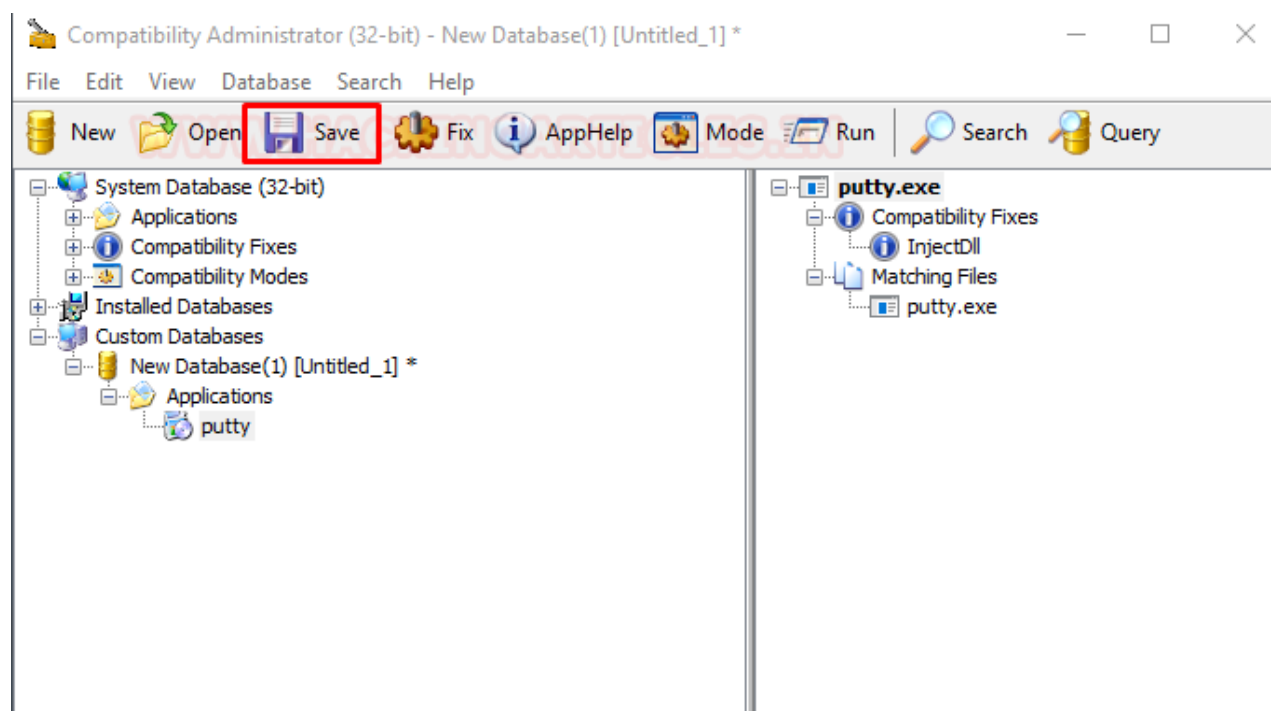 Compatibility Administrator (32-bit) - New Database(1) [Untitled_1] *
File Edit View Database Search Help
New Open Save Fix AppHelp Mode Run Search Query
System Database (32-bit)
Applications
Compatibility Fixes
Compatibility Modes
Installed Databases
Custom Databases
New Database(1) [Untitled_1] *
Applications
putty
putty.exe
Compatibility Fixes
InjectDll
Matching Files
putty.exe